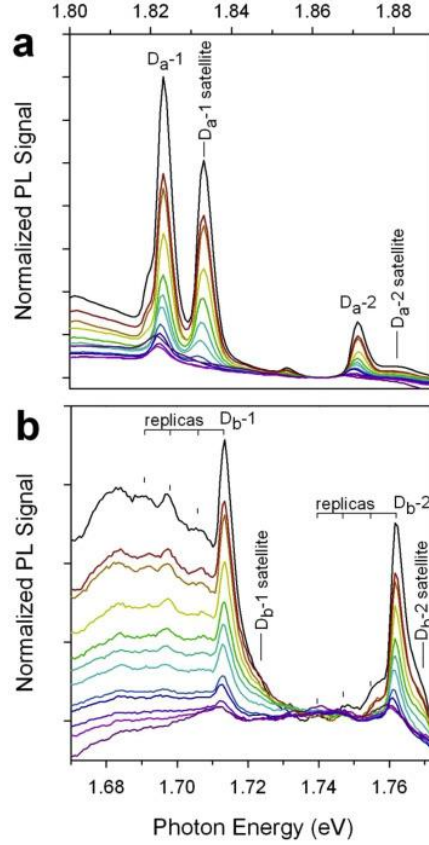 1.80 1.82 1.84 1.86 1.88
a
Normalized PL Signal
Da-1
Da-1 satellite
Da-2
Da-2 satellite
b
Normalized PL Signal
replicas
Db-1
Db-1 satellite
replicas
Db-2
Db-2 satellite
1.68 1.70 1.72 1.74 1.76
Photon Energy (eV)